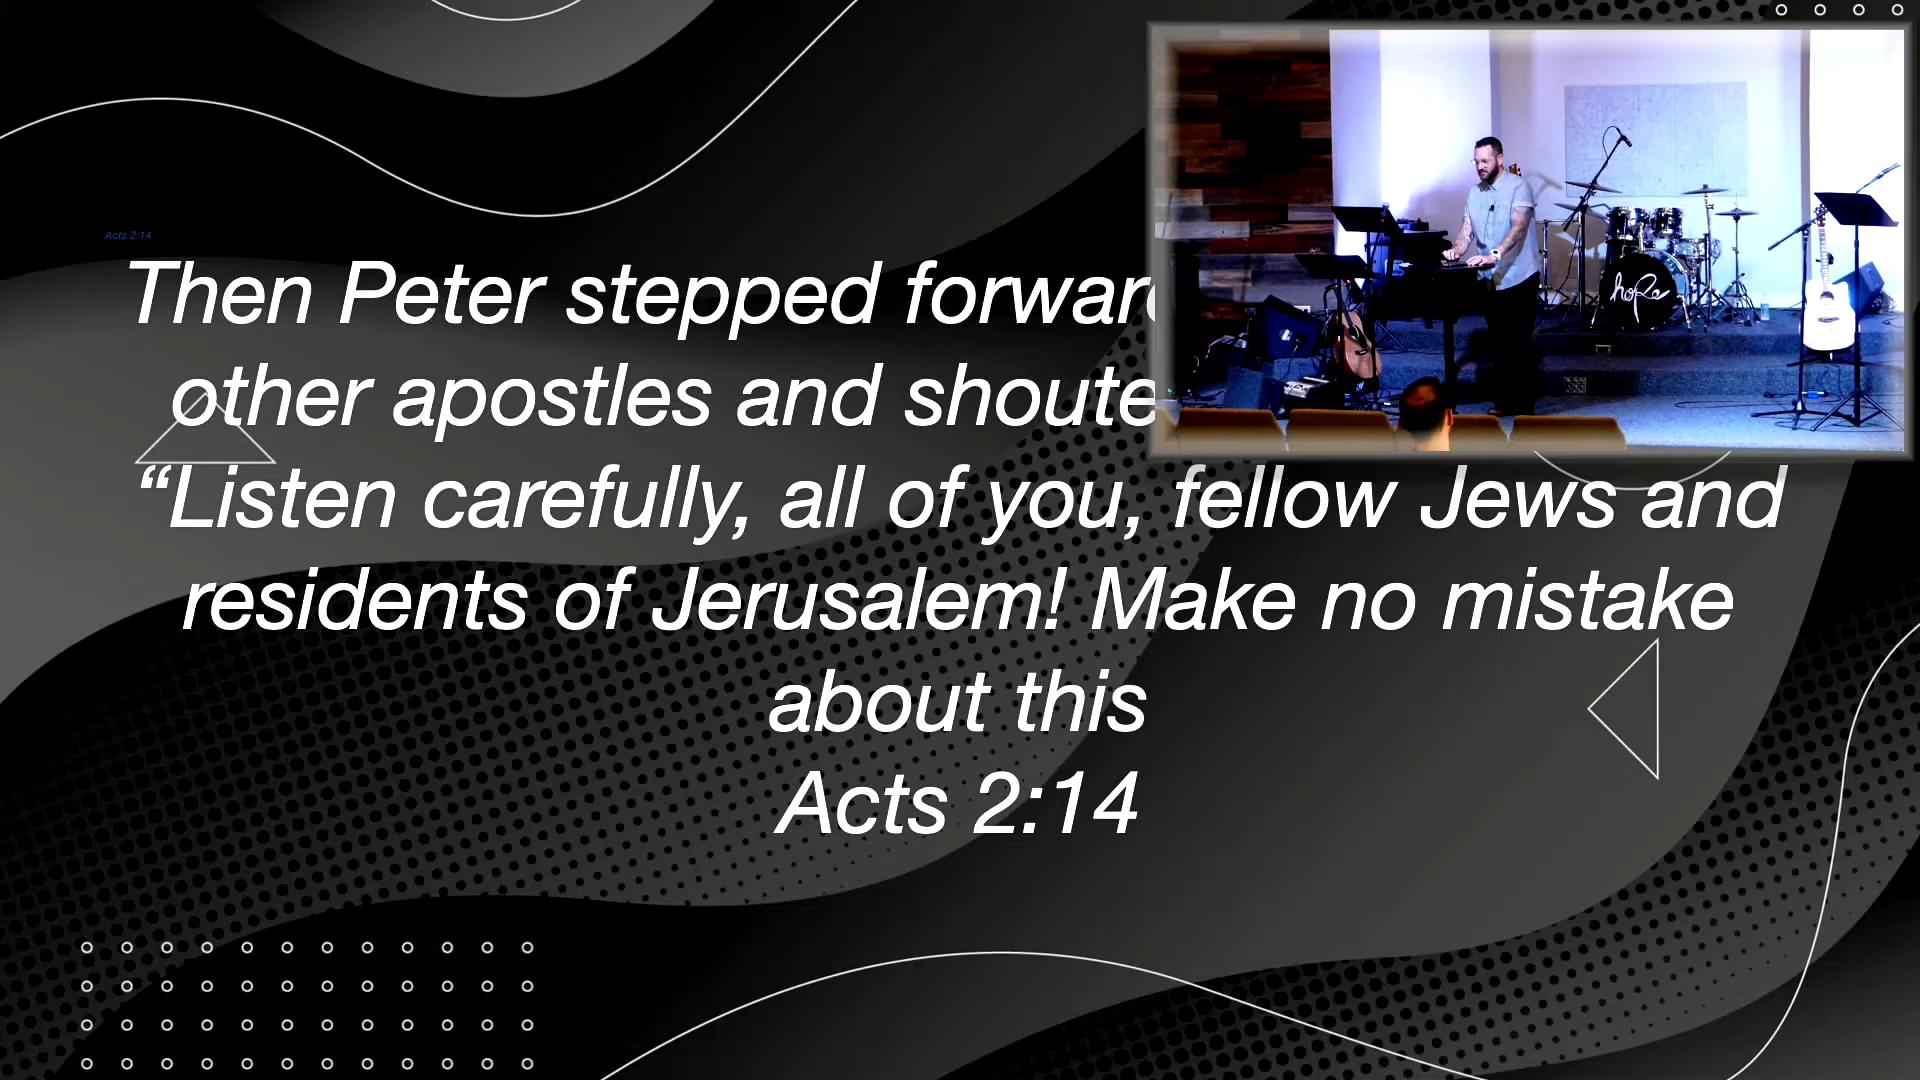 Acts 2:14
Then Peter stepped forward
other apostles and shoute
“Listen carefully, all of you, fellow Jews and
residents of Jerusalem! Make no mistake
about this
Acts 2:14
hope